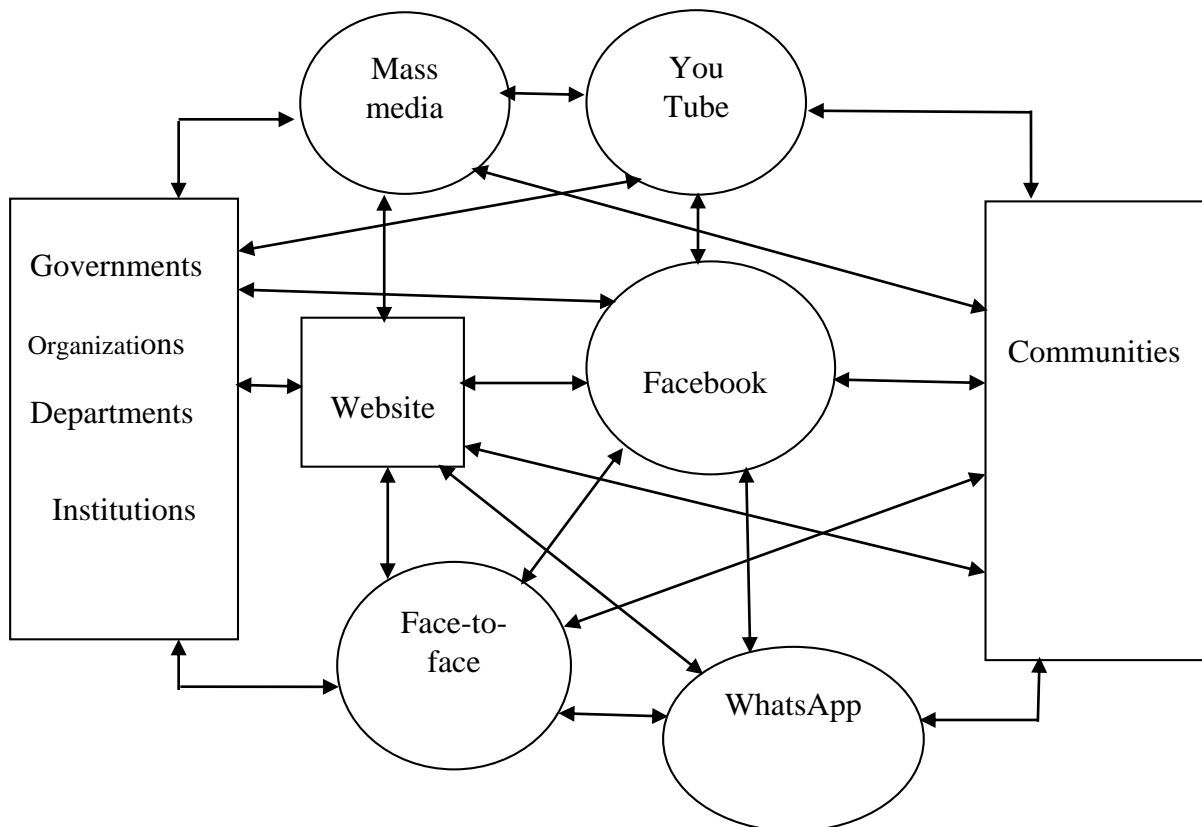 Mass
media
You
Tube
Governments
Organizations
Departments
Institutions
Website
Facebook
Communities
Face-to-
face
WhatsApp